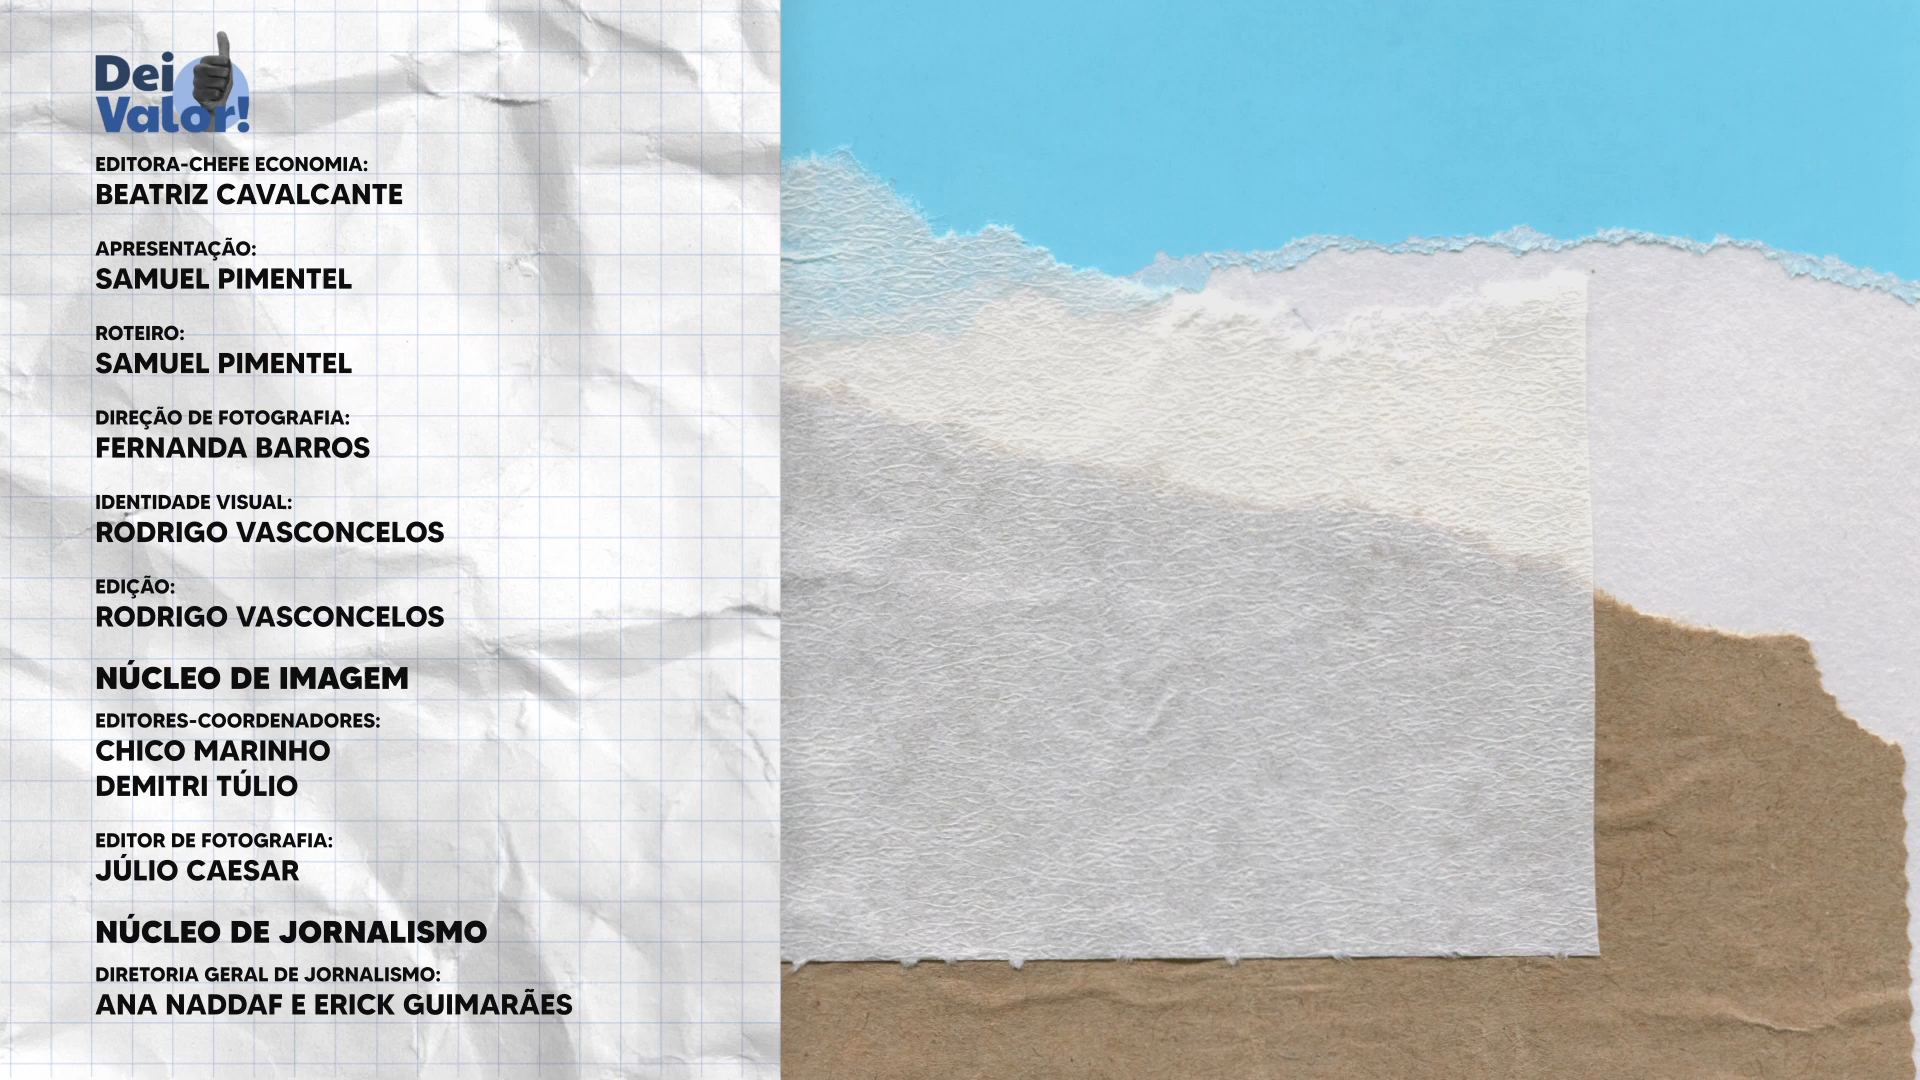 Dei
Valor!
EDITORA-CHEFE ECONOMIA:
BEATRIZ CAVALCANTE
APRESENTAÇÃO:
SAMUEL PIMENTEL
ROTEIRO:
SAMUEL PIMENTEL
DIREÇÃO DE FOTOGRAFIA:
FERNANDA BARROS
IDENTIDADE VISUAL:
RODRIGO VASCONCELOS
EDIÇÃO:
RODRIGO VASCONCELOS
NÚCLEO DE IMAGEM
EDITORES-COORDENADORES:
CHICO MARINHO
DEMITRI TÚLIO
EDITOR DE FOTOGRAFIA:
JÚLIO CAESAR
NÚCLEO DE JORNALISMO
DIRETORIA GERAL DE JORNALISMO:
ANA NADDAF E ERICK GUIMARÃES